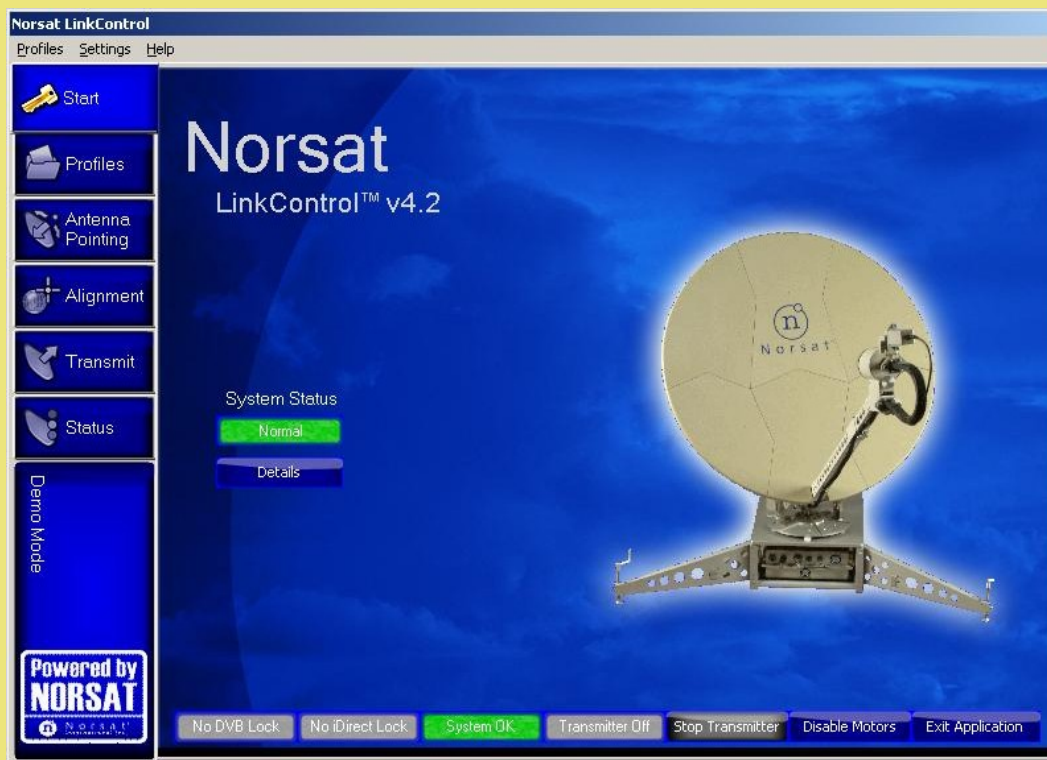 Norsat LinkControl
Profiles Settings Help
Start
Profiles
Antenna
Pointing
Alignment
Transmit
Status
Demo Mode
Powered by
NORSAT
n Norsat
Norsat
LinkControl™ v4.2
System Status
Normal
Details
n
Norsat
No DVB Lock
No iDirect Lock
System OK
Transmitter Off
Stop Transmitter
Disable Motors
Exit Application